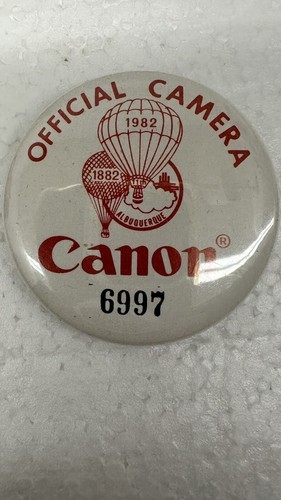 OFFICIAL CAMERA
1982
1882
ALBUQUERQUE
Canon®
6997